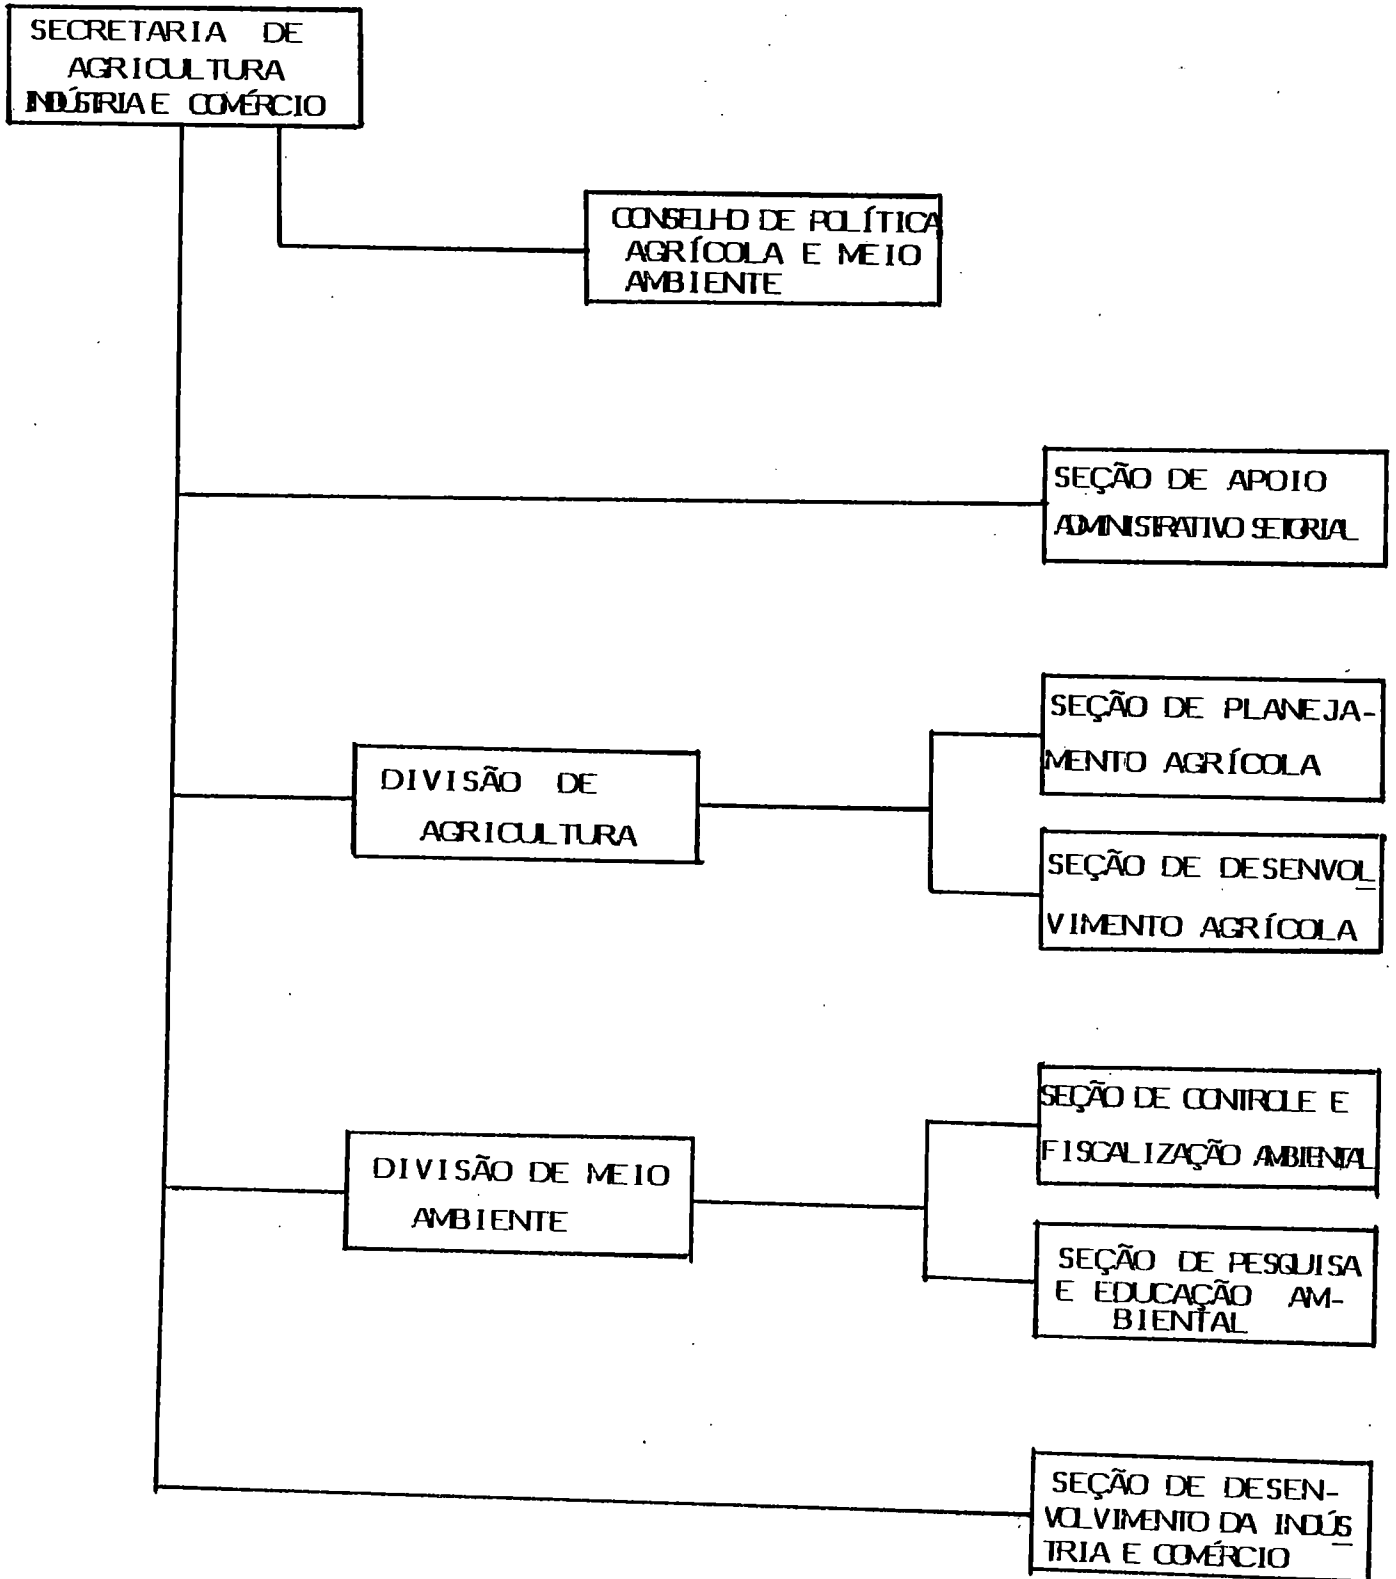 SECRETARIA DE
AGRICULTURA
INDÚSTRIA E COMÉRCIO
CONSELHO DE POLÍTICA
AGRÍCOLA E MEIO
AMBIENTE
SEÇÃO DE APOIO
ADMINISTRATIVO SETORIAL
SEÇÃO DE PLANEJA-
MENTO AGRÍCOLA
DIVISÃO DE
AGRICULTURA
SEÇÃO DE DESENVOL
VIMENTO AGRÍCOLA
SEÇÃO DE CONTROLE E
FISCALIZAÇÃO AMBIENTAL
DIVISÃO DE MEIO
AMBIENTE
SEÇÃO DE PESQUISA
E EDUCAÇÃO AM-
BIENTAL
SEÇÃO DE DESEN-
VOLVIMENTO DA INDÚS
TRIA E COMÉRCIO